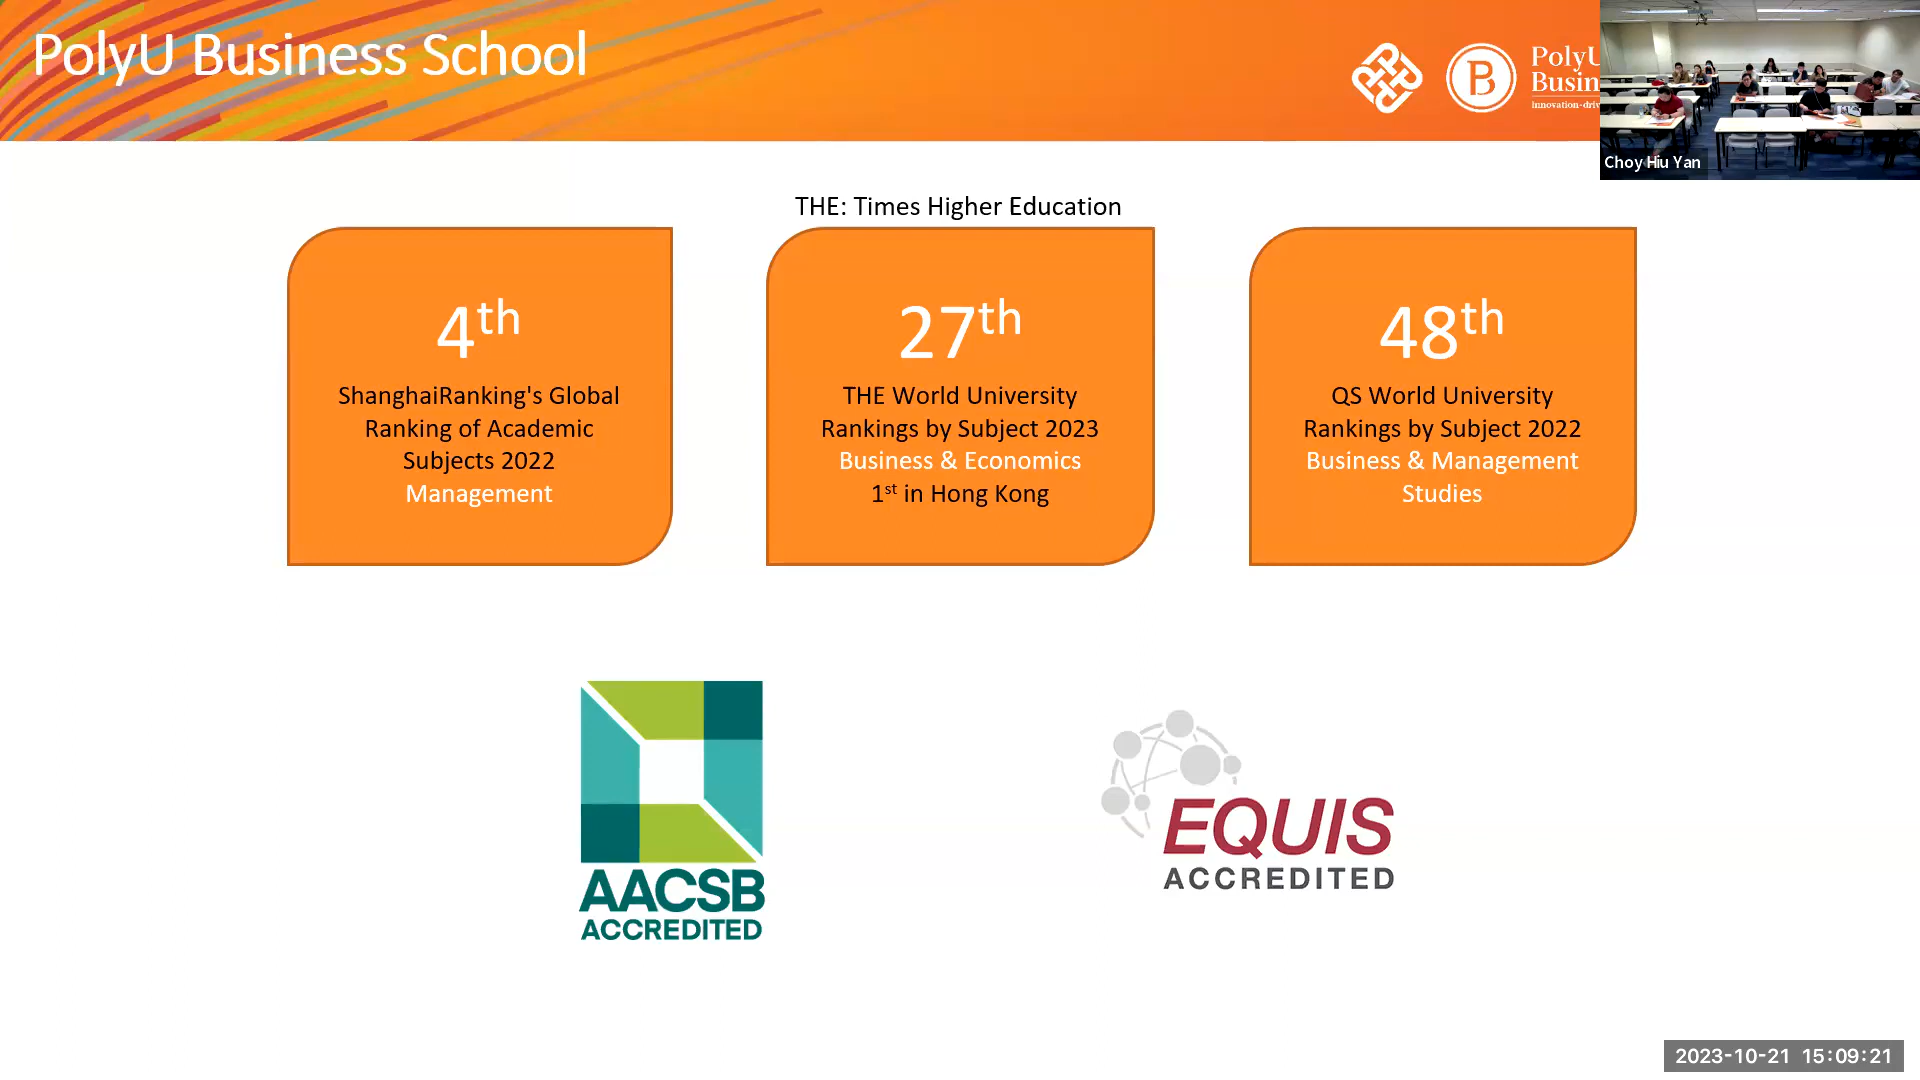 PolyU Business School
B
PolyU
Busin
Innovation-driv
Choy Hiu Yan
THE: Times Higher Education
4th
ShanghaiRanking's Global
Ranking of Academic
Subjects 2022
Management
27th
THE World University
Rankings by Subject 2023
Business & Economics
1st in Hong Kong
48th
QS World University
Rankings by Subject 2022
Business & Management
Studies
AACSB
ACCREDITED
EQUIS
ACCREDITED
2023-10-21 15:09:21